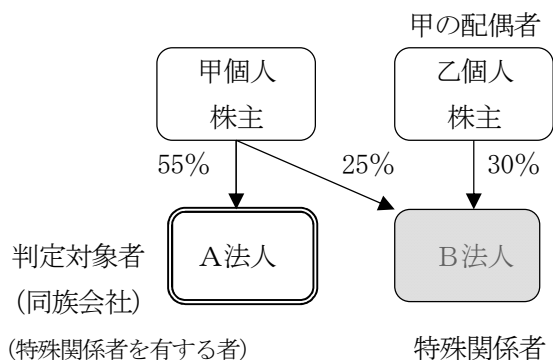 甲の配偶者
甲個人
株主
乙個人
株主
55%
25%
30%
判定対象者
(同族会社)
(特殊関係者を有する者)
A法人
B法人
特殊関係者